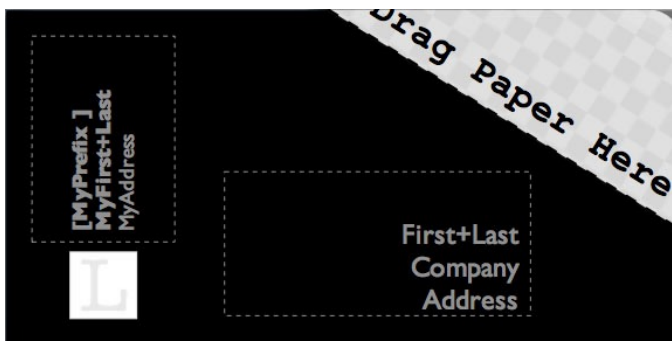 Drag Paper Here
[MyPrefix ]
MyFirst+Last
MyAddress
L
First+Last
Company
Address